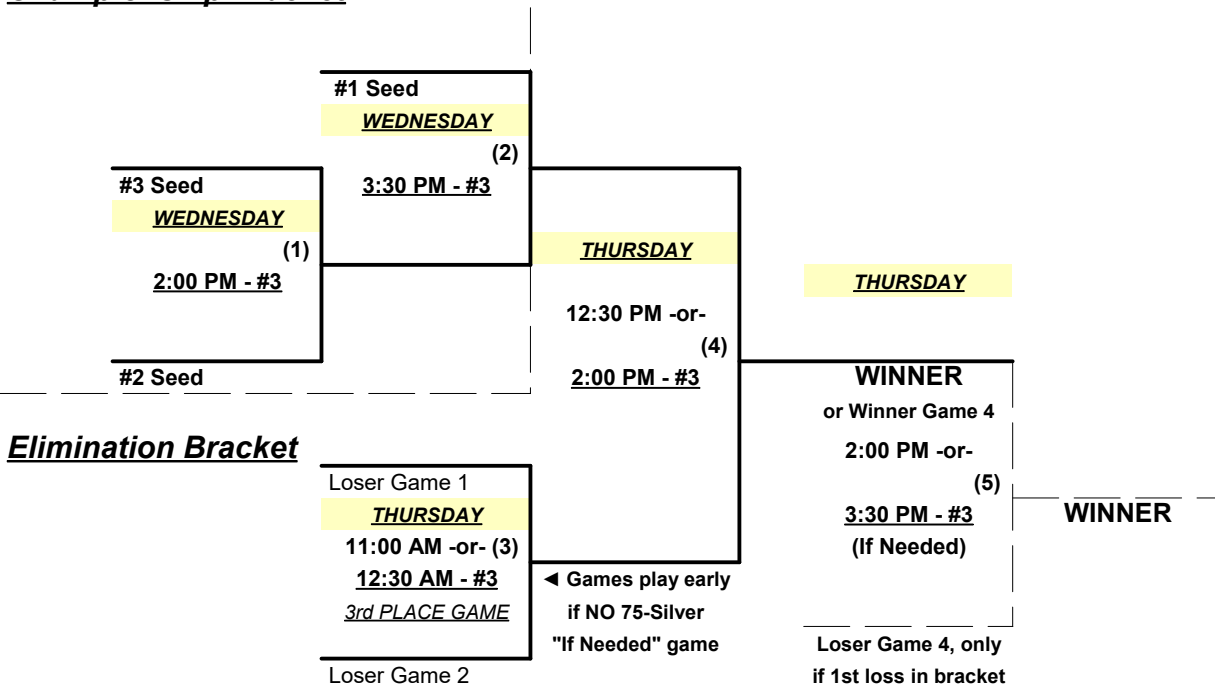 #1 Seed
WEDNESDAY
(2)
3:30 PM - #3
#3 Seed
WEDNESDAY
(1)
2:00 PM - #3
#2 Seed
THURSDAY
12:30 PM -or-
(4)
2:00 PM - #3
THURSDAY
WINNER
or Winner Game 4
2:00 PM -or-
(5)
3:30 PM - #3
(If Needed)
WINNER
Loser Game 4, only
if 1st loss in bracket
Elimination Bracket
Loser Game 1
THURSDAY
11:00 AM -or- (3)
12:30 AM - #3
3rd PLACE GAME
Loser Game 2
◄ Games play early
if NO 75-Silver
"If Needed" game